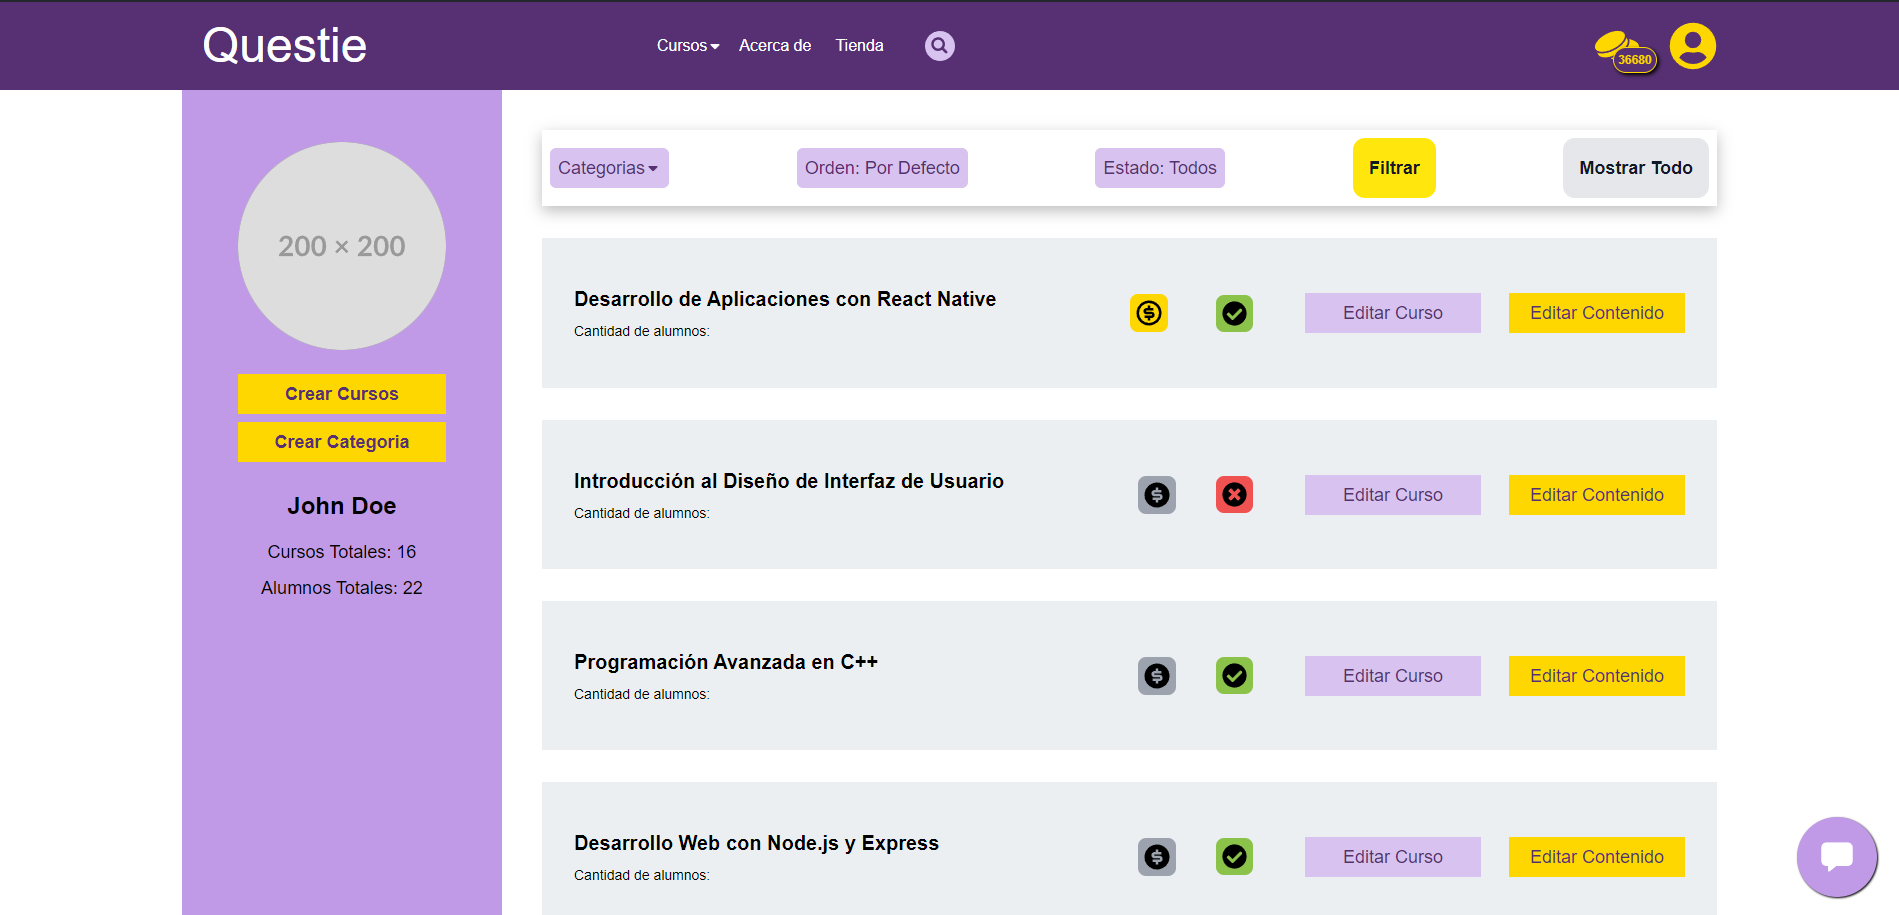 Questie
Cursos
Acerca de
Tienda
36680
200 × 200
Crear Cursos
Crear Categoria
John Doe
Cursos Totales: 16
Alumnos Totales: 22
Categorias
Orden: Por Defecto
Estado: Todos
Filtrar
Mostrar Todo
Desarrollo de Aplicaciones con React Native
Cantidad de alumnos:
Editar Curso
Editar Contenido
Introducción al Diseño de Interfaz de Usuario
Cantidad de alumnos:
Editar Curso
Editar Contenido
Programación Avanzada en C++
Cantidad de alumnos:
Editar Curso
Editar Contenido
Desarrollo Web con Node.js y Express
Cantidad de alumnos:
Editar Curso
Editar Contenido